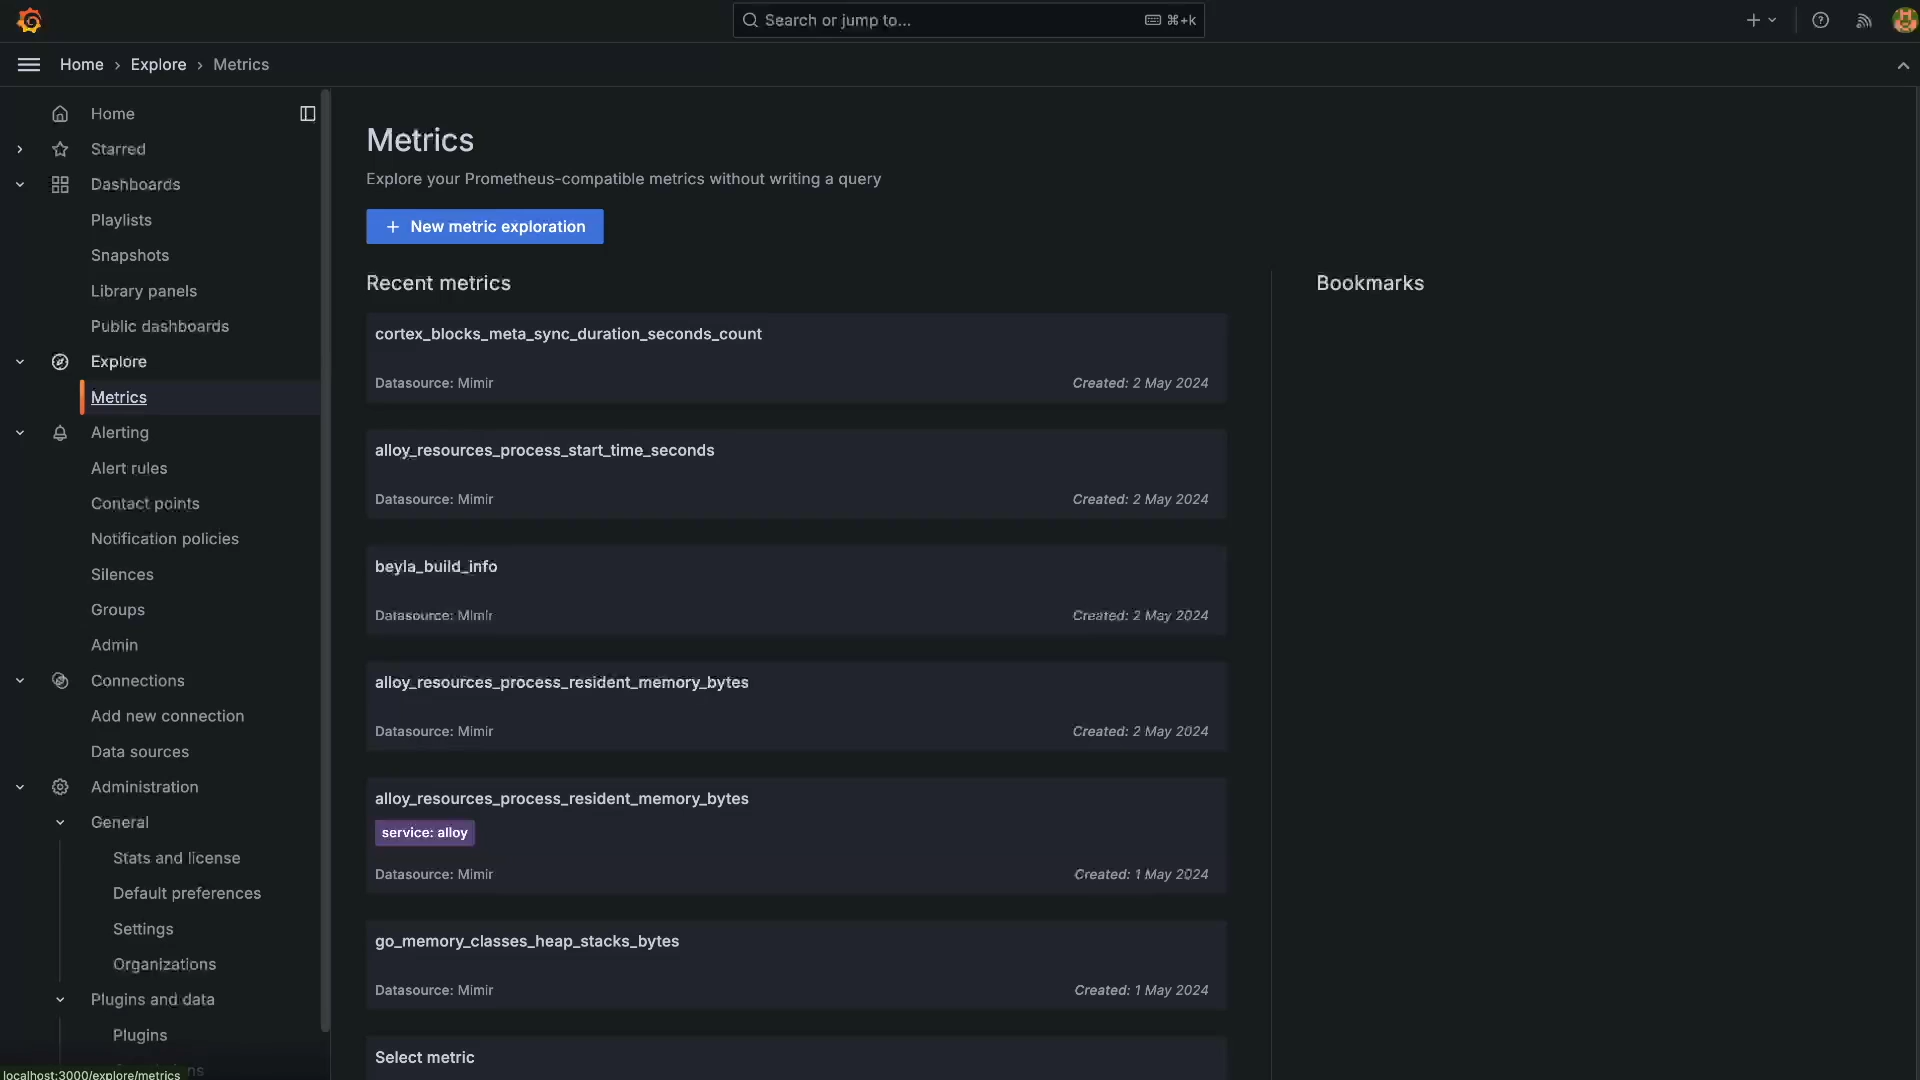 Search or jump to...
⌘+k
Home › Explore › Metrics
Home
Starred
Dashboards
Playlists
Snapshots
Library panels
Public dashboards
Explore
Metrics
Alerting
Alert rules
Contact points
Notification policies
Silences
Groups
Admin
Connections
Add new connection
Data sources
Administration
General
Stats and license
Default preferences
Settings
Organizations
Plugins and data
Plugins
localhost:3000/explore/metrics
Metrics
Explore your Prometheus-compatible metrics without writing a query
+ New metric exploration
Recent metrics
cortex_blocks_meta_sync_duration_seconds_count
Datasource: Mimir
Created: 2 May 2024
alloy_resources_process_start_time_seconds
Datasource: Mimir
Created: 2 May 2024
beyla_build_info
Datasource: Mimir
Created: 2 May 2024
alloy_resources_process_resident_memory_bytes
Datasource: Mimir
Created: 2 May 2024
alloy_resources_process_resident_memory_bytes
service: alloy
Datasource: Mimir
Created: 1 May 2024
go_memory_classes_heap_stacks_bytes
Datasource: Mimir
Created: 1 May 2024
Select metric
Bookmarks